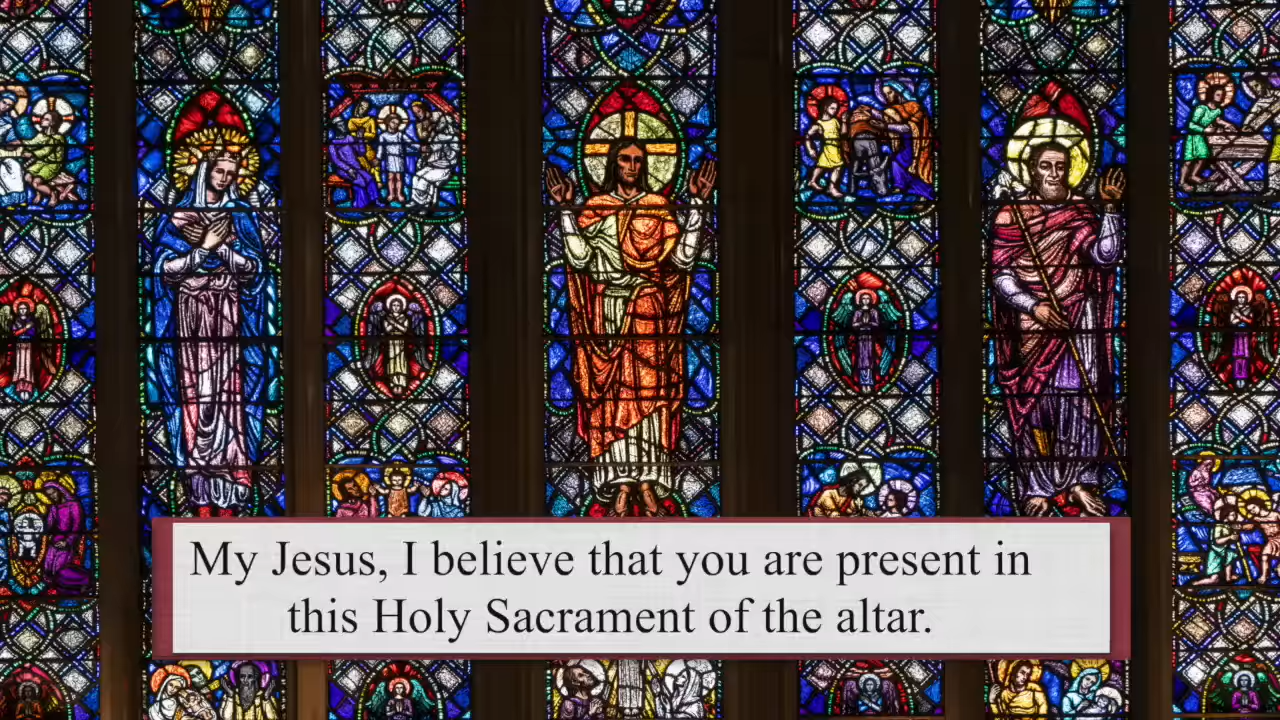 My Jesus, I believe that you are present in
this Holy Sacrament of the altar.